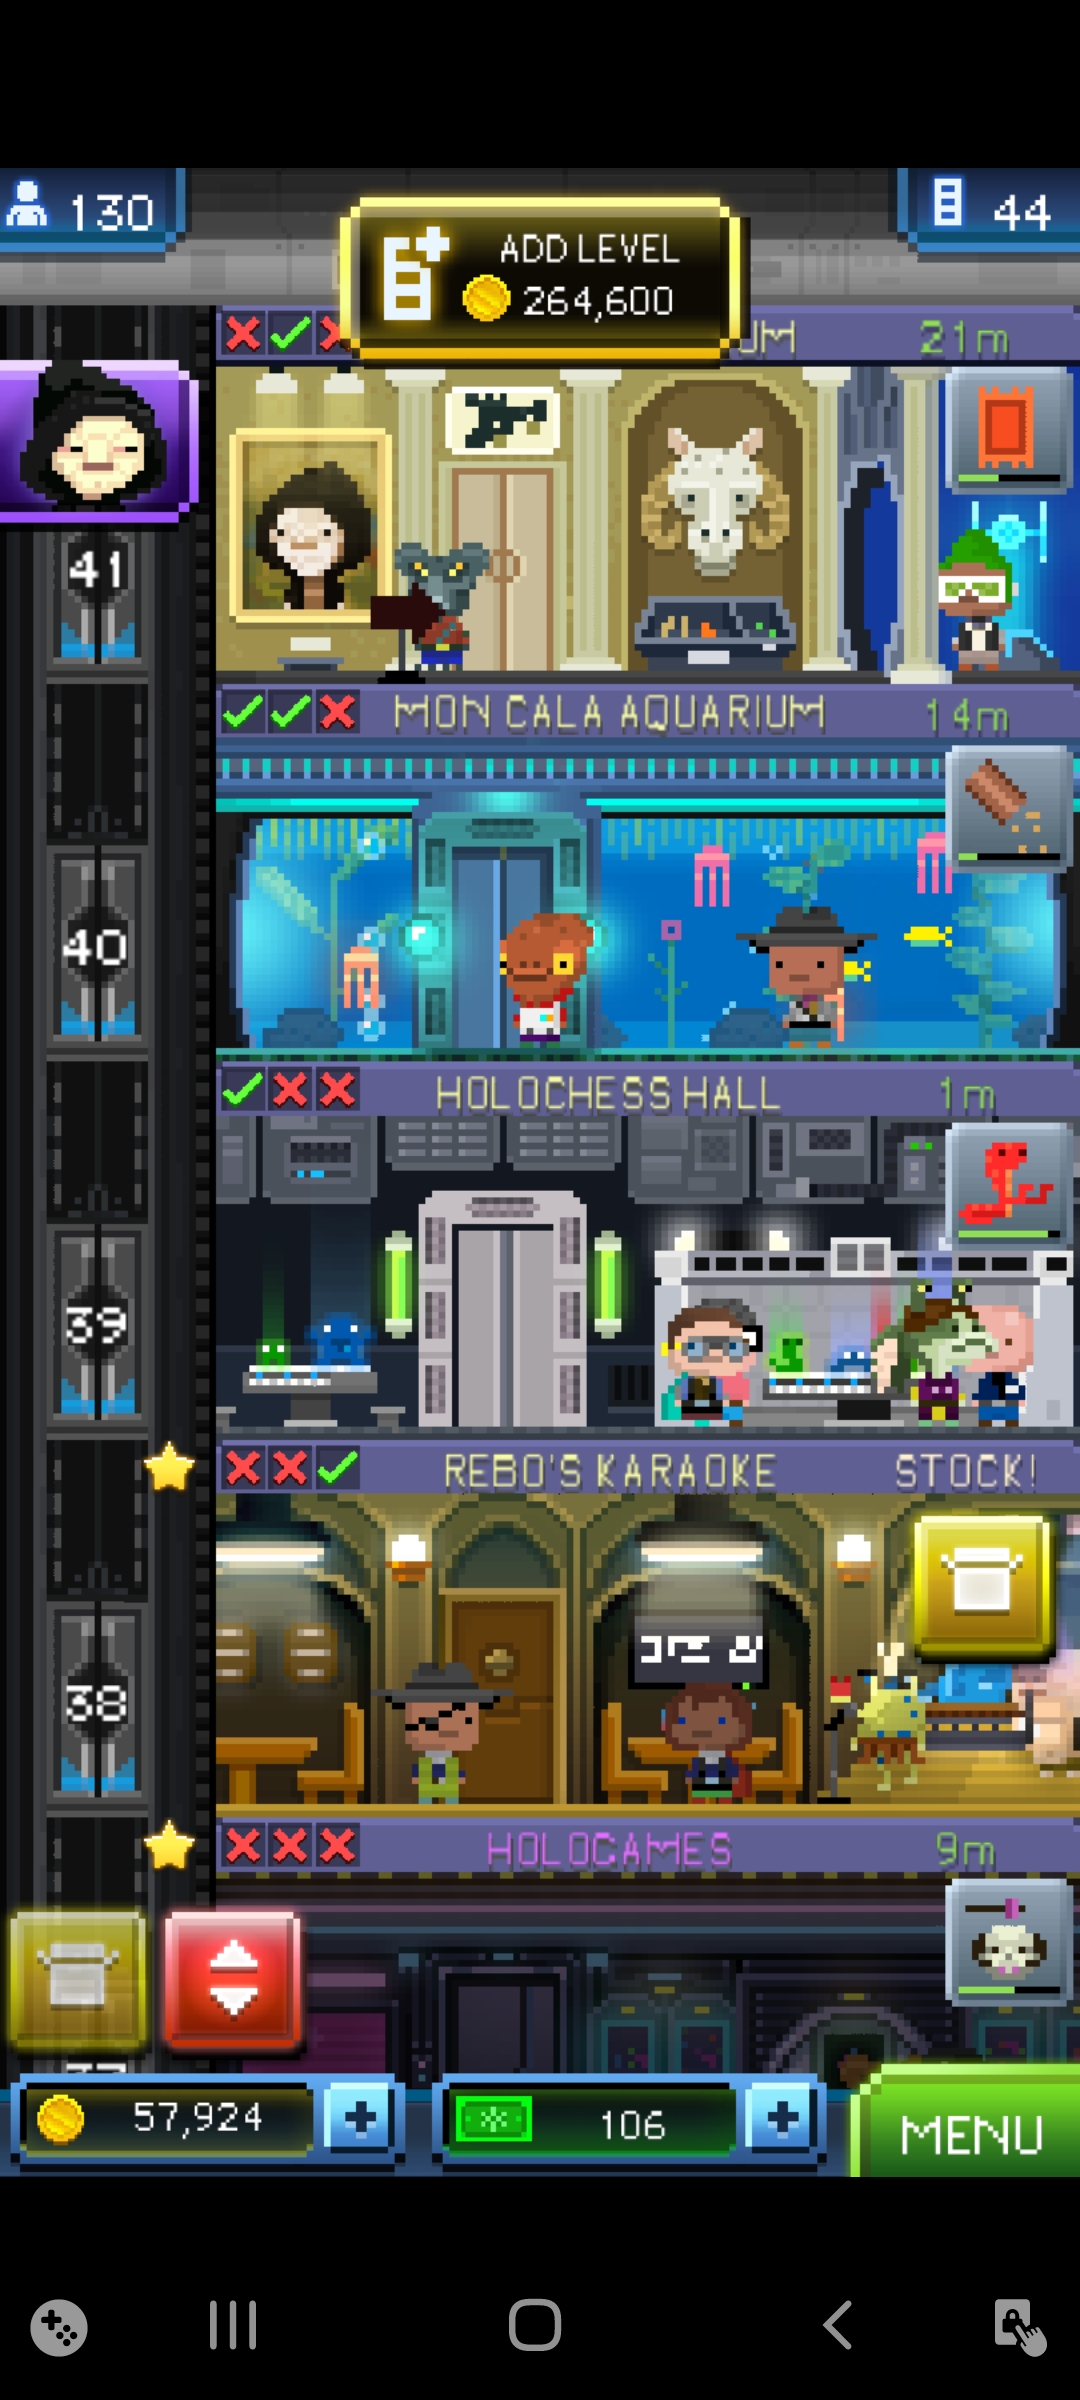 130
44
ADD LEVEL
264,600
UM 21m
41
MON CALA AQUARIUM 14m
40
HOLOCHESS HALL 1m
39
REBO'S KARAOKE STOCK!
38
HOLOGAMES 9m
57,924
106
MENU